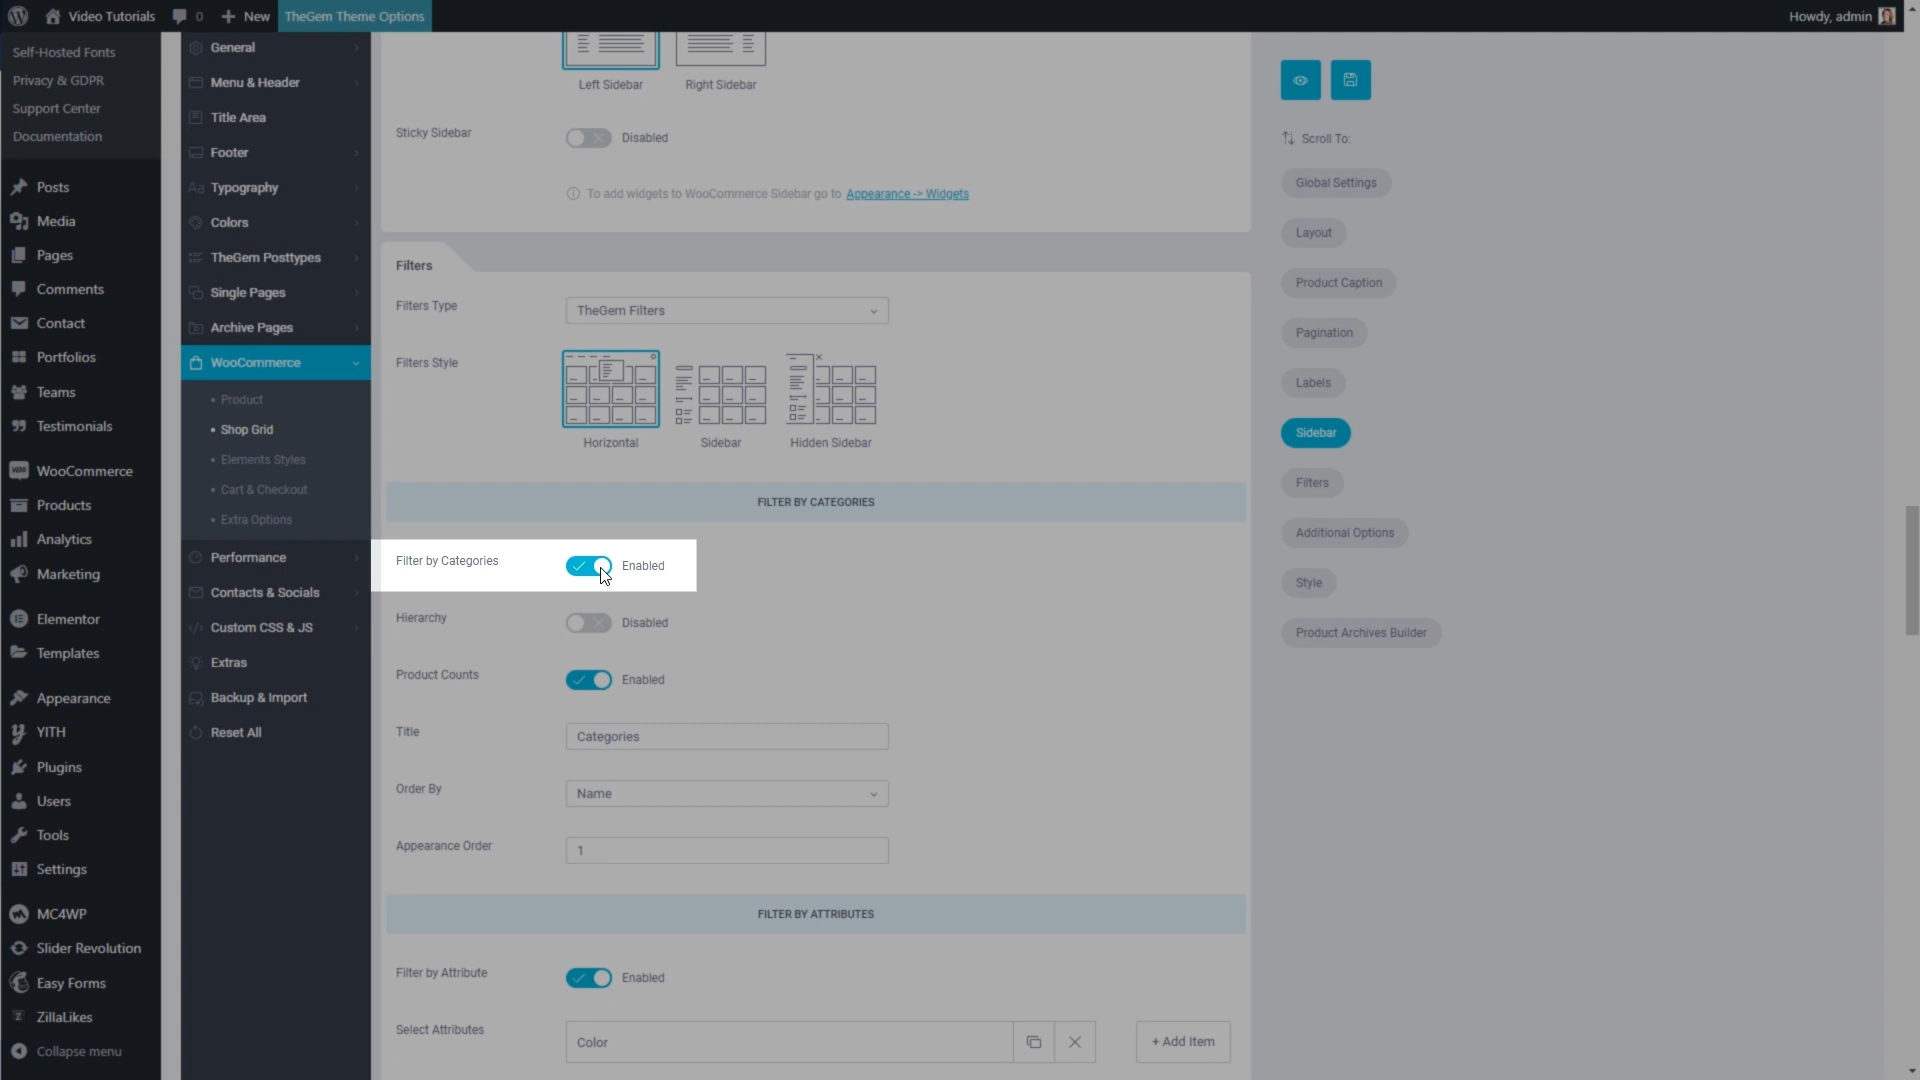 Video Tutorials
0
New
TheGem Theme Options
Howdy, admin
Self-Hosted Fonts
Privacy & GDPR
Support Center
Documentation
Posts
Media
Pages
Comments
Contact
Portfolios
Teams
Testimonials
WooCommerce
Products
Analytics
Marketing
Elementor
Templates
Appearance
YITH
Plugins
Users
Tools
Settings
MC4WP
Slider Revolution
Easy Forms
ZillaLikes
Collapse menu
General
Menu & Header
Title Area
Footer
Typography
Colors
TheGem Posttypes
Single Pages
Archive Pages
WooCommerce
• Product
• Shop Grid
• Elements Styles
• Cart & Checkout
• Extra Options
Performance
Contacts & Socials
Custom CSS & JS
Extras
Backup & Import
Reset All
Left Sidebar
Right Sidebar
Sticky Sidebar
Disabled
To add widgets to WooCommerce Sidebar go to Appearance -> Widgets
Filters
Filters Type
TheGem Filters
Filters Style
Horizontal
Sidebar
Hidden Sidebar
FILTER BY CATEGORIES
Filter by Categories
Enabled
Hierarchy
Disabled
Product Counts
Enabled
Title
Categories
Order By
Name
Appearance Order
1
FILTER BY ATTRIBUTES
Filter by Attribute
Enabled
Select Attributes
Color
+ Add Item
Scroll To:
Global Settings
Layout
Product Caption
Pagination
Labels
Sidebar
Filters
Additional Options
Style
Product Archives Builder